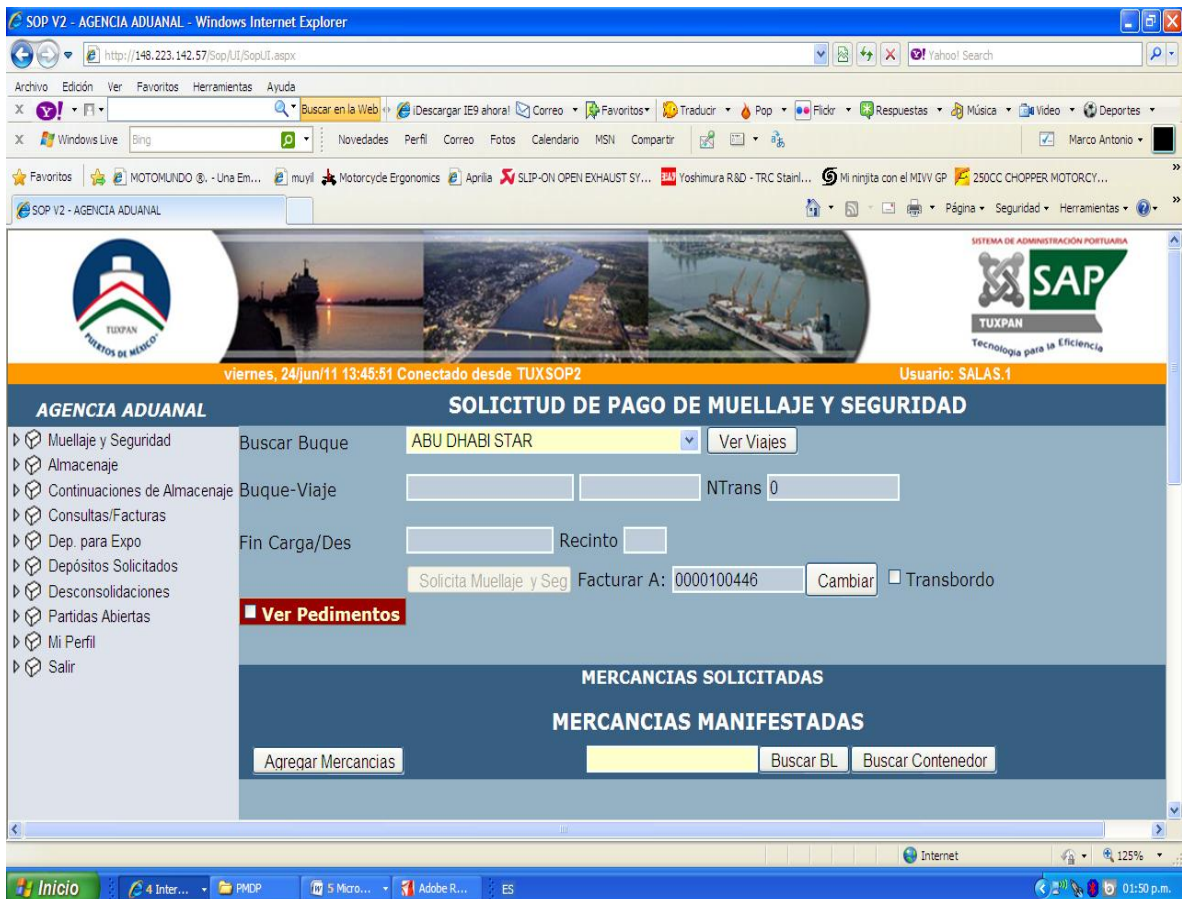 SOP V2 - AGENCIA ADUANAL - Windows Internet Explorer
http://148.223.142.57/Sop/UI/SopUI.aspx
Yahoo! Search
Archivo Edición Ver Favoritos Herramientas Ayuda
X Y! Buscar en la Web ¡Descargar IE9 ahora! Correo Favoritos Traducir Pop Flickr Respuestas Música Video Deportes
X Windows Live Bing Novedades Perfil Correo Fotos Calendario MSN Compartir Marco Antonio
Favoritos MOTOMUNDO ®. - Una Em... muyil Motorcycle Ergonomics Aprilia SLIP-ON OPEN EXHAUST SY... Yoshimura R&D - TRC Stainl... Mi ninjita con el MIVV GP 250CC CHOPPER MOTORCY... »
SOP V2 - AGENCIA ADUANAL
Página Seguridad Herramientas »
TUXPAN
PUERTOS DE MÉXICO
SISTEMA DE ADMINISTRACIÓN PORTUARIA
SAP
TUXPAN
Tecnología para la Eficiencia
viernes, 24/jun/11 13:45:51 Conectado desde TUXSOP2
Usuario: SALAS.1
AGENCIA ADUANAL
Muellaje y Seguridad
Almacenaje
Continuaciones de Almacenaje
Consultas/Facturas
Dep. para Expo
Depósitos Solicitados
Desconsolidaciones
Partidas Abiertas
Mi Perfil
Salir
SOLICITUD DE PAGO DE MUELLAJE Y SEGURIDAD
Buscar Buque ABU DHABI STAR Ver Viajes
Buque-Viaje NTrans 0
Fin Carga/Des Recinto
Solicita Muellaje y Seg Facturar A: 0000100446 Cambiar Transbordo
Ver Pedimentos
MERCANCIAS SOLICITADAS
MERCANCIAS MANIFESTADAS
Agregar Mercancias Buscar BL Buscar Contenedor
Internet 125%
Inicio 4 Inter... PMDP 5 Micro... Adobe R... ES 01:50 p.m.